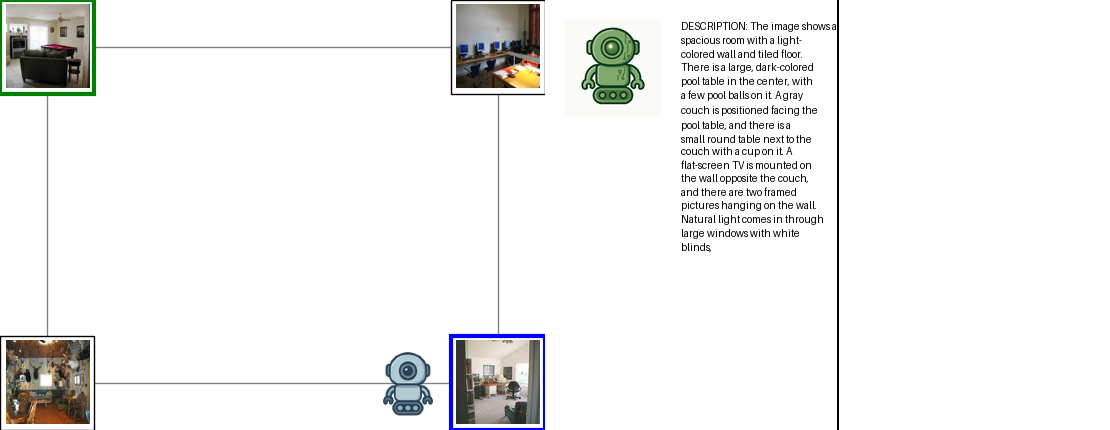 DESCRIPTION: The image shows a
spacious room with a light-
colored wall and tiled floor.
There is a large, dark-colored
pool table in the center, with
a few pool balls on it. A gray
couch is positioned facing the
pool table, and there is a
small round table next to the
couch with a cup on it. A
flat-screen TV is mounted on
the wall opposite the couch,
and there are two framed
pictures hanging on the wall.
Natural light comes in through
large windows with white
blinds,